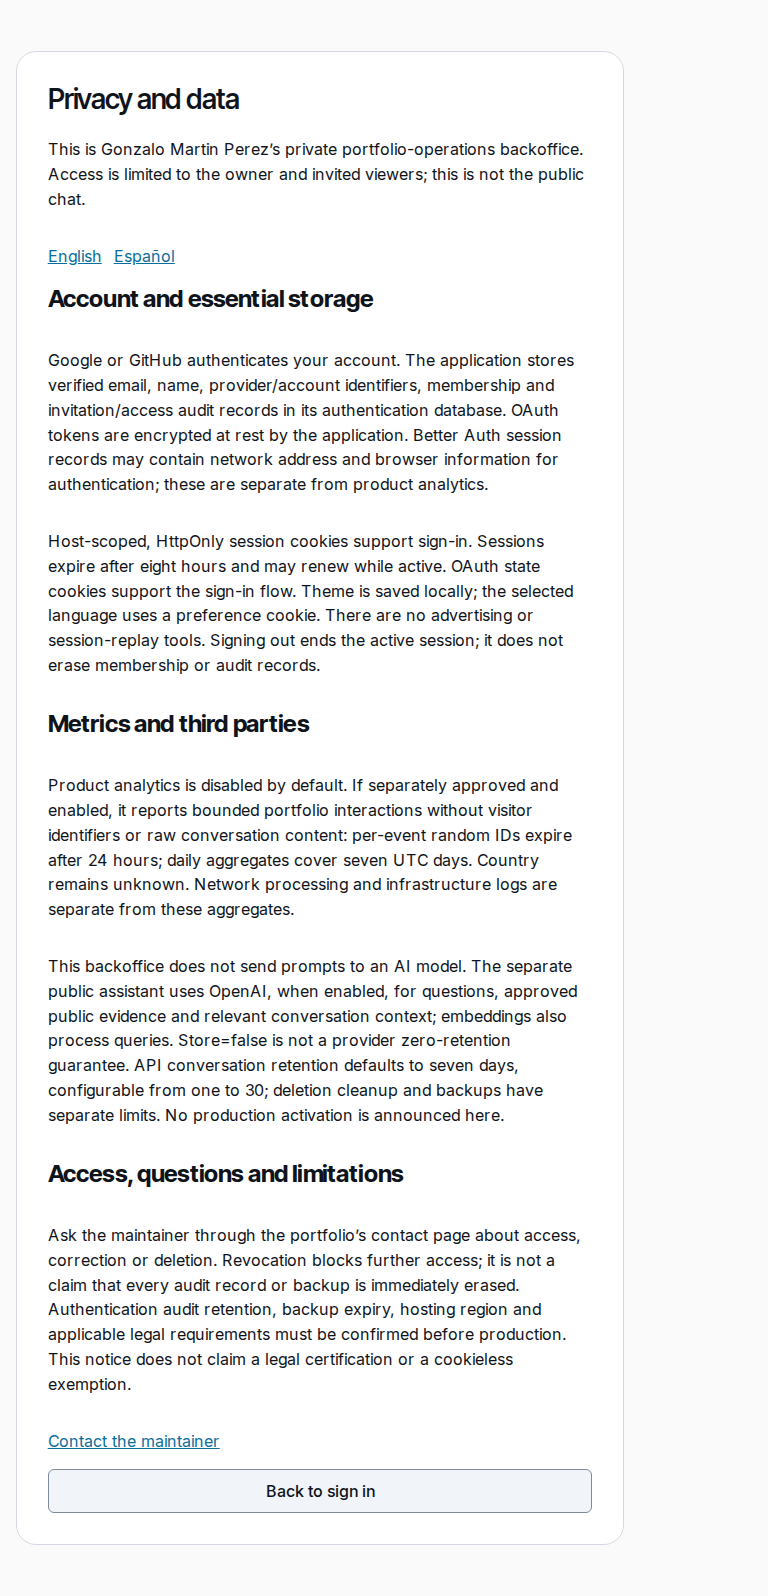 Privacy and data
This is Gonzalo Martin Perez’s private portfolio-operations backoffice.
Access is limited to the owner and invited viewers; this is not the public
chat.
English Español
Account and essential storage
Google or GitHub authenticates your account. The application stores
verified email, name, provider/account identifiers, membership and
invitation/access audit records in its authentication database. OAuth
tokens are encrypted at rest by the application. Better Auth session
records may contain network address and browser information for
authentication; these are separate from product analytics.
Host-scoped, HttpOnly session cookies support sign-in. Sessions
expire after eight hours and may renew while active. OAuth state
cookies support the sign-in flow. Theme is saved locally; the selected
language uses a preference cookie. There are no advertising or
session-replay tools. Signing out ends the active session; it does not
erase membership or audit records.
Metrics and third parties
Product analytics is disabled by default. If separately approved and
enabled, it reports bounded portfolio interactions without visitor
identifiers or raw conversation content: per-event random IDs expire
after 24 hours; daily aggregates cover seven UTC days. Country
remains unknown. Network processing and infrastructure logs are
separate from these aggregates.
This backoffice does not send prompts to an AI model. The separate
public assistant uses OpenAI, when enabled, for questions, approved
public evidence and relevant conversation context; embeddings also
process queries. Store=false is not a provider zero-retention
guarantee. API conversation retention defaults to seven days,
configurable from one to 30; deletion cleanup and backups have
separate limits. No production activation is announced here.
Access, questions and limitations
Ask the maintainer through the portfolio’s contact page about access,
correction or deletion. Revocation blocks further access; it is not a
claim that every audit record or backup is immediately erased.
Authentication audit retention, backup expiry, hosting region and
applicable legal requirements must be confirmed before production.
This notice does not claim a legal certification or a cookieless
exemption.
Contact the maintainer
Back to sign in